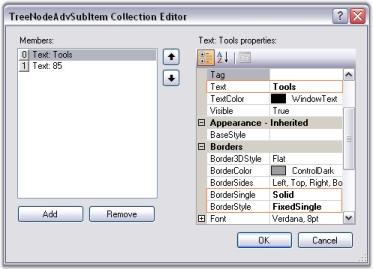 TreeNodeAdvSubItem Collection Editor
Members:
0 Text: Tools
1 Text: 85
Add
Remove
Text: Tools properties:
Tag
Text Tools
TextColor WindowText
Visible True
Appearance - Inherited
BaseStyle
Borders
Border3DStyle Flat
BorderColor ControlDark
BorderSides Left, Top, Right, Bo
BorderSingle Solid
BorderStyle FixedSingle
Font Verdana, 8pt
OK
Cancel